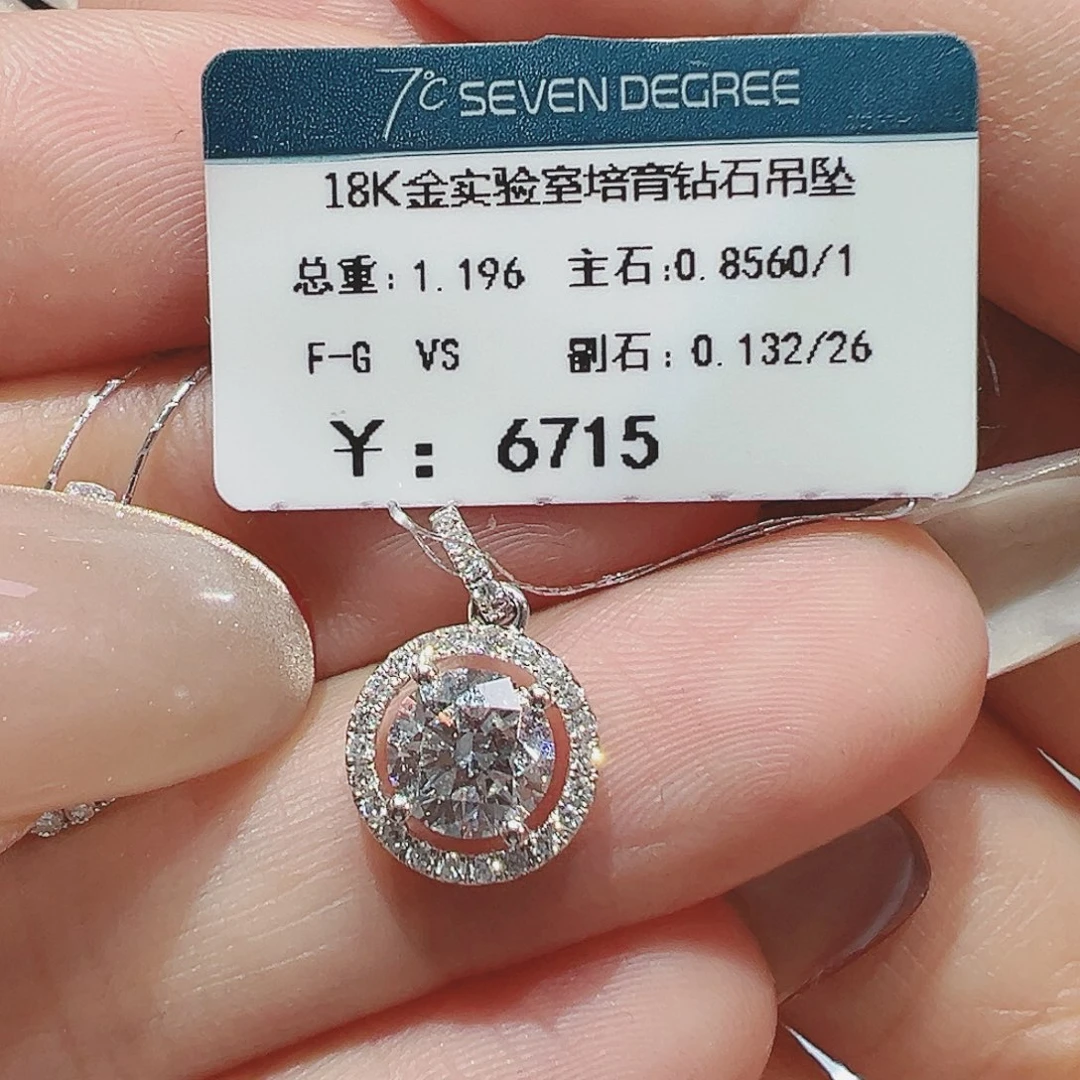 7℃ SEVEN DEGREE
18K金实验室培育钻石吊坠
总重:1.196 主石:0.8560/1
F-G VS 副石:0.132/26
¥: 6715